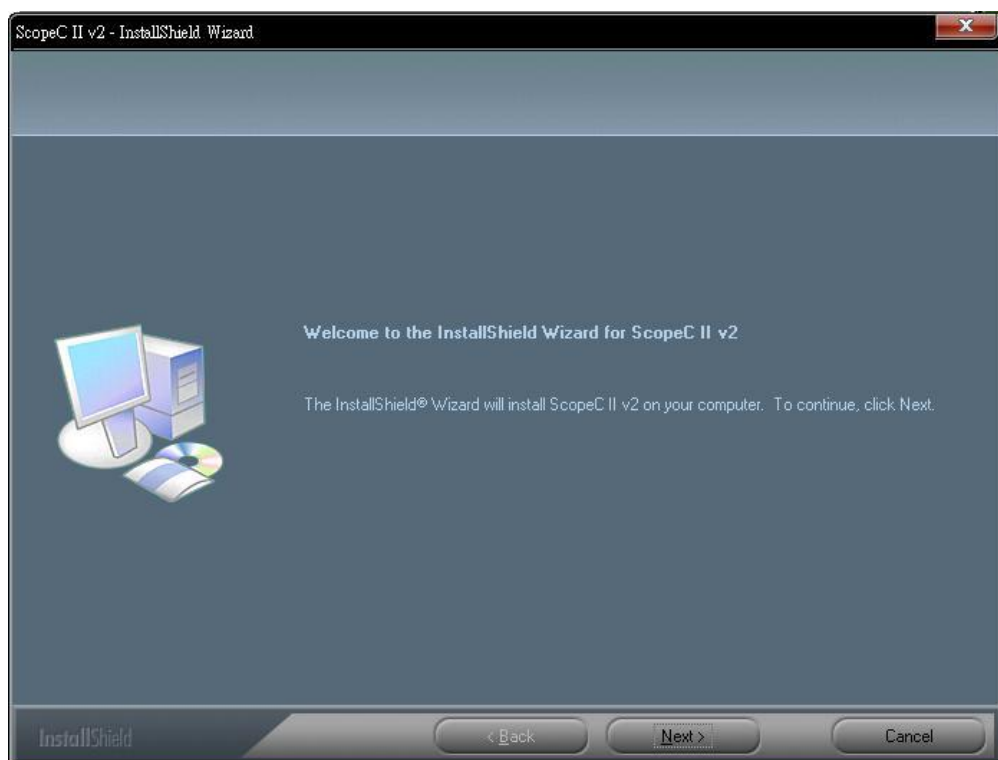 ScopeC II v2 - InstallShield Wizard
Welcome to the InstallShield Wizard for ScopeC II v2
The InstallShield® Wizard will install ScopeC II v2 on your computer. To continue, click Next.
InstallShield
< Back
Next >
Cancel